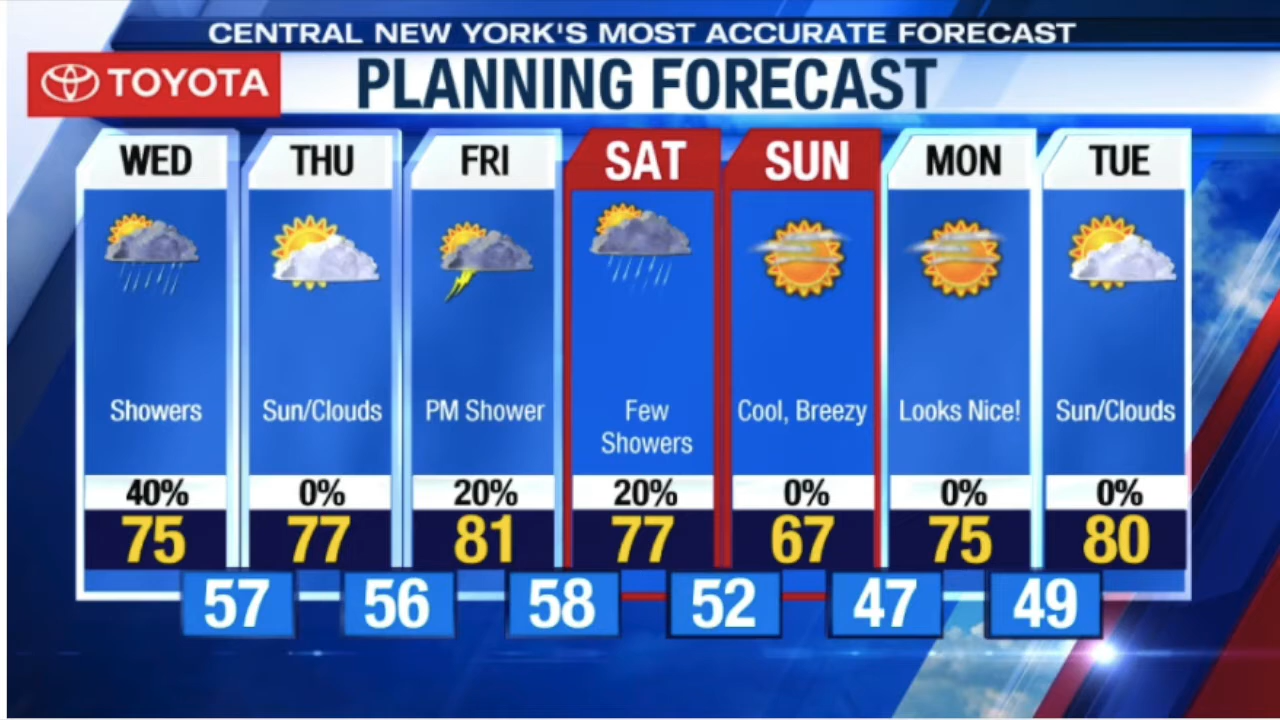 CENTRAL NEW YORK'S MOST ACCURATE FORECAST
TOYOTA
PLANNING FORECAST
WED THU FRI SAT SUN MON TUE
Showers Sun/Clouds PM Shower Few Cool, Breezy Looks Nice! Sun/Clouds
Showers
40% 0% 20% 20% 0% 0% 0%
75 77 81 77 67 75 80
57 56 58 52 47 49